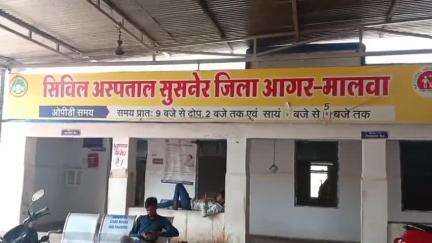 सिविल अस्पताल सुसनेर जिला आगर-मालवा
ओपीडी समय समय प्रातः 9 बजे से दोप. 2 बजे तक एवं सायं बजे से 5 बजे तक